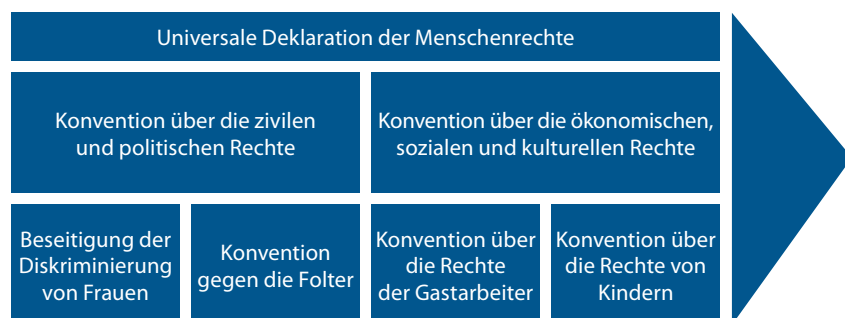 Universale Deklaration der Menschenrechte
Konvention über die zivilen
und politischen Rechte
Konvention über die ökonomischen,
sozialen und kulturellen Rechte
Beseitigung der
Diskriminierung
von Frauen
Konvention
gegen die Folter
Konvention über
die Rechte
der Gastarbeiter
Konvention über
die Rechte von
Kindern